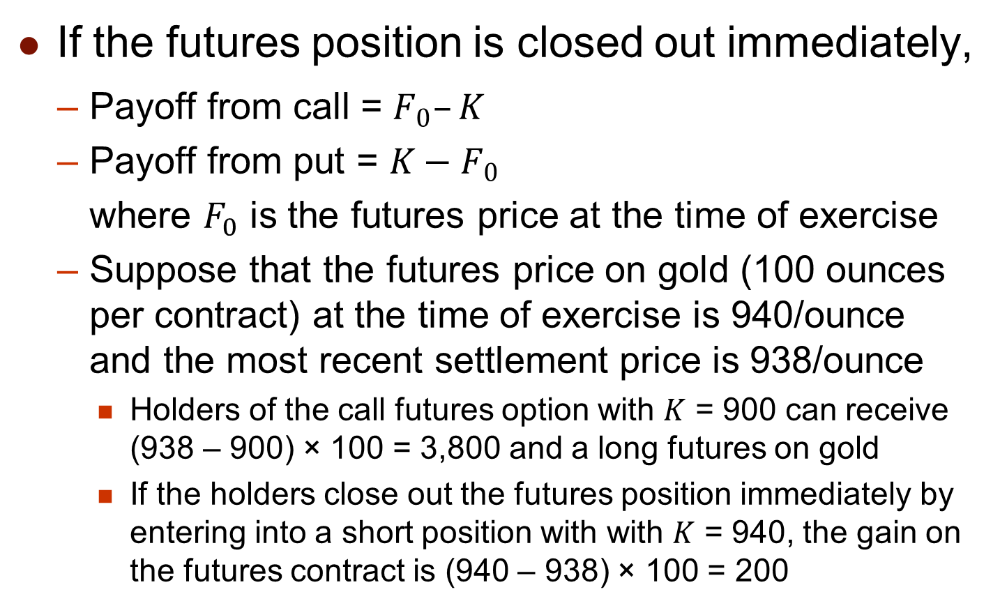 ● If the futures position is closed out immediately,
– Payoff from call = F₀– K
– Payoff from put = K – F₀
where F₀ is the futures price at the time of exercise
– Suppose that the futures price on gold (100 ounces
per contract) at the time of exercise is 940/ounce
and the most recent settlement price is 938/ounce
■ Holders of the call futures option with K = 900 can receive
(938 – 900) × 100 = 3,800 and a long futures on gold
■ If the holders close out the futures position immediately by
entering into a short position with with K = 940, the gain on
the futures contract is (940 – 938) × 100 = 200